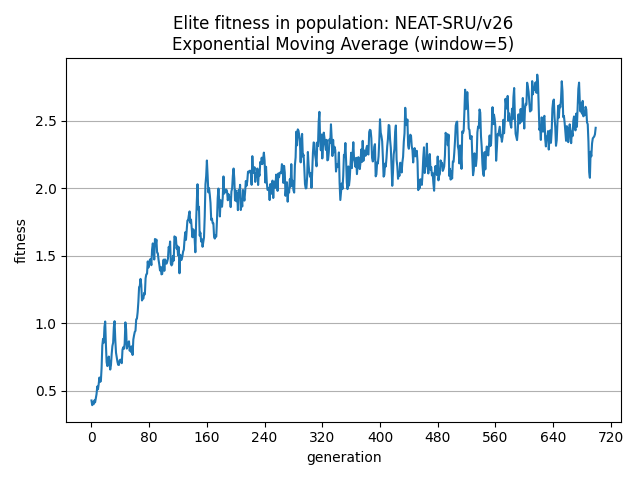 Elite fitness in population: NEAT-SRU/v26
Exponential Moving Average (window=5)
fitness
2.5
2.0
1.5
1.0
0.5
0 80 160 240 320 400 480 560 640 720
generation